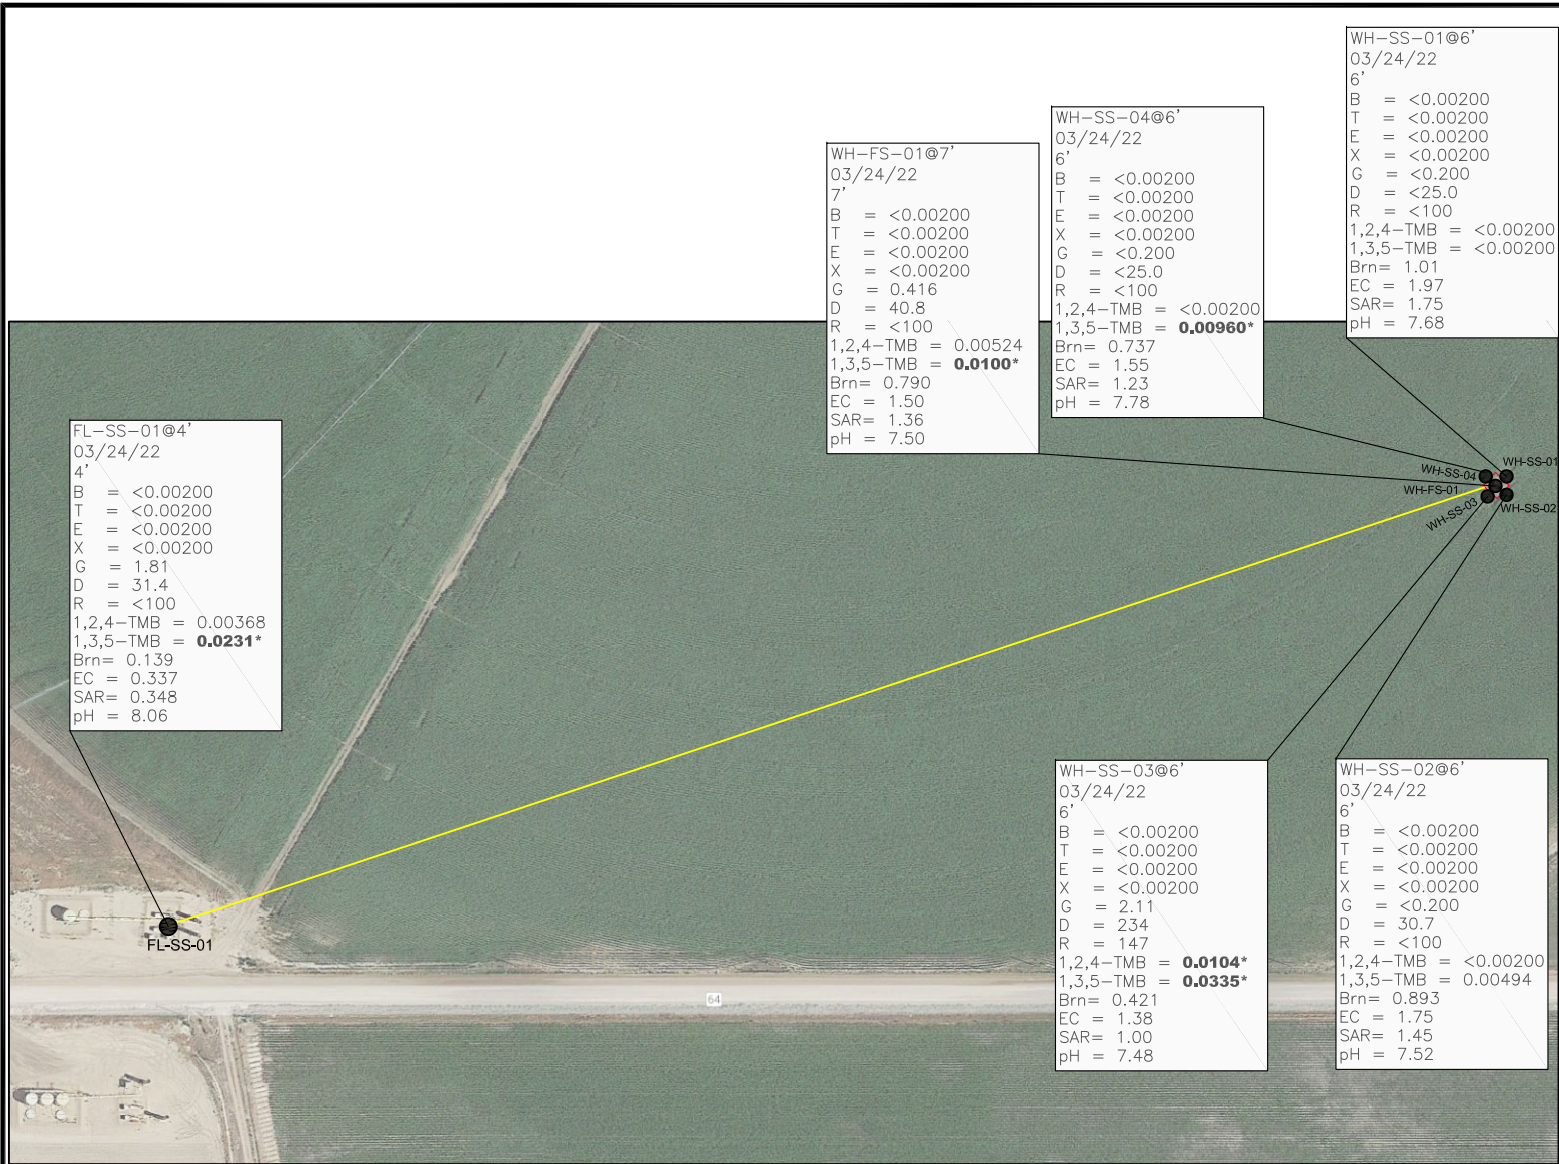 WH-SS-01@6'
03/24/22
6'
B = <0.00200
T = <0.00200
E = <0.00200
X = <0.00200
G = <0.200
D = <25.0
R = <100
1,2,4-TMB = <0.00200
1,3,5-TMB = <0.00200
Brn= 1.01
EC = 1.97
SAR= 1.75
pH = 7.68
WH-SS-04@6'
03/24/22
6'
B = <0.00200
T = <0.00200
E = <0.00200
X = <0.00200
G = <0.200
D = <25.0
R = <100
1,2,4-TMB = <0.00200
1,3,5-TMB = 0.00960*
Brn= 0.737
EC = 1.55
SAR= 1.23
pH = 7.78
WH-FS-01@7'
03/24/22
7'
B = <0.00200
T = <0.00200
E = <0.00200
X = <0.00200
G = 0.416
D = 40.8
R = <100
1,2,4-TMB = 0.00524
1,3,5-TMB = 0.0100*
Brn= 0.790
EC = 1.50
SAR= 1.36
pH = 7.50
FL-SS-01@4'
03/24/22
4'
B = <0.00200
T = <0.00200
E = <0.00200
X = <0.00200
G = 1.81
D = 31.4
R = <100
1,2,4-TMB = 0.00368
1,3,5-TMB = 0.0231*
Brn= 0.139
EC = 0.337
SAR= 0.348
pH = 8.06
WH-SS-04
WH-SS-01
WH-FS-01
WH-SS-03
WH-SS-02
WH-SS-03@6'
03/24/22
6'
B = <0.00200
T = <0.00200
E = <0.00200
X = <0.00200
G = 2.11
D = 234
R = 147
1,2,4-TMB = 0.0104*
1,3,5-TMB = 0.0335*
Brn= 0.421
EC = 1.38
SAR= 1.00
pH = 7.48
WH-SS-02@6'
03/24/22
6'
B = <0.00200
T = <0.00200
E = <0.00200
X = <0.00200
G = <0.200
D = 30.7
R = <100
1,2,4-TMB = <0.00200
1,3,5-TMB = 0.00494
Brn= 0.893
EC = 1.75
SAR= 1.45
pH = 7.52
FL-SS-01
64